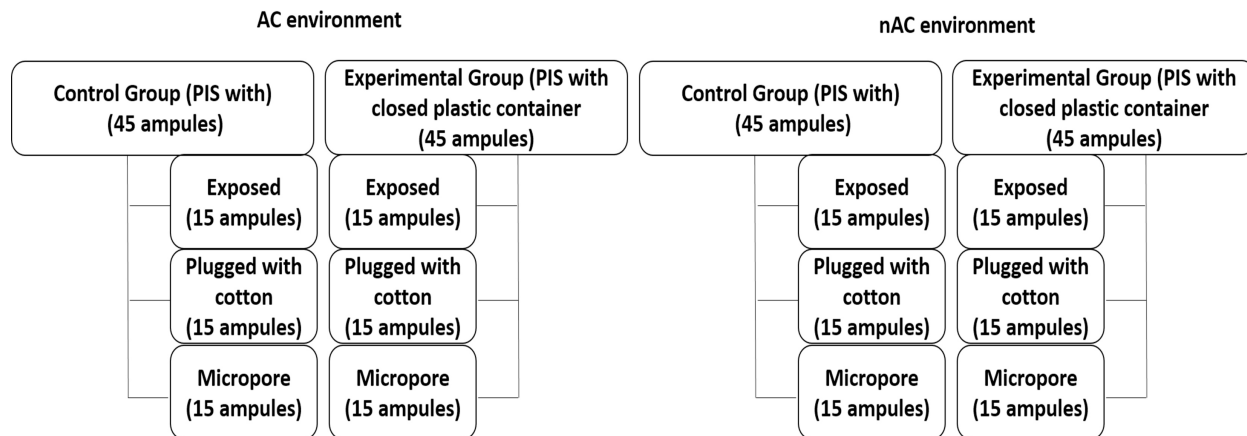 AC environment
Control Group (PIS with)
(45 ampules)
Experimental Group (PIS with
closed plastic container
(45 ampules)
Exposed
(15 ampules)
Exposed
(15 ampules)
Plugged with
cotton
(15 ampules)
Plugged with
cotton
(15 ampules)
Micropore
(15 ampules)
Micropore
(15 ampules)
nAC environment
Control Group (PIS with)
(45 ampules)
Experimental Group (PIS with
closed plastic container
(45 ampules)
Exposed
(15 ampules)
Exposed
(15 ampules)
Plugged with
cotton
(15 ampules)
Plugged with
cotton
(15 ampules)
Micropore
(15 ampules)
Micropore
(15 ampules)